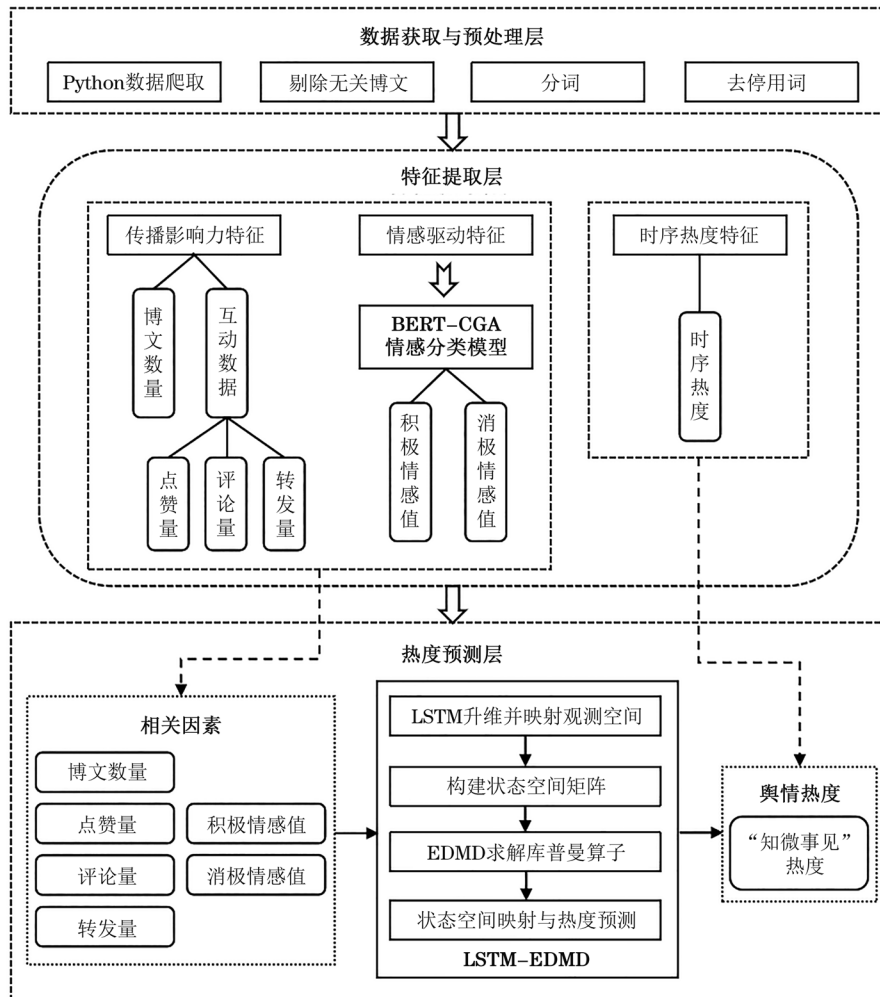 数据获取与预处理层
Python数据爬取
剔除无关博文
分词
去停用词
特征提取层
传播影响力特征
情感驱动特征
时序热度特征
博文数量
互动数据
BERT–CGA
情感分类模型
时序热度
点赞量
评论量
转发量
积极情感值
消极情感值
热度预测层
相关因素
博文数量
点赞量
积极情感值
评论量
消极情感值
转发量
LSTM升维并映射观测空间
构建状态空间矩阵
EDMD求解库普曼算子
状态空间映射与热度预测
LSTM–EDMD
舆情热度
“知微事见”
热度